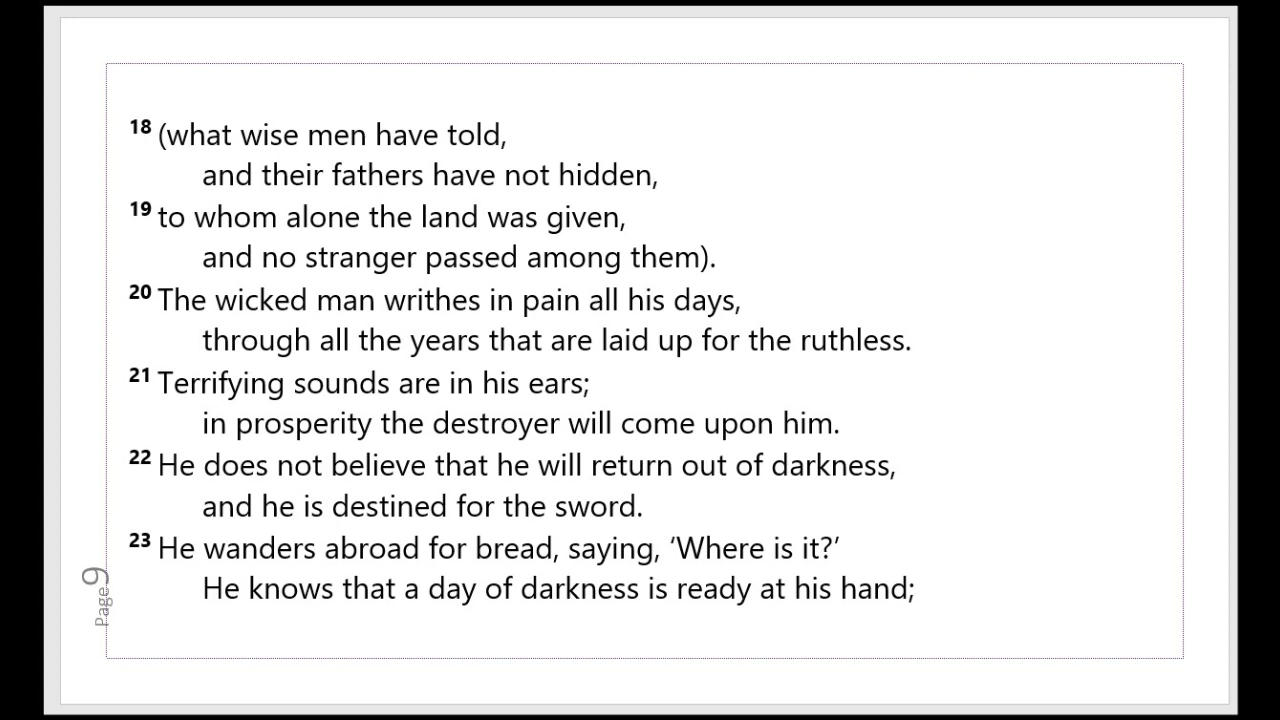 18 (what wise men have told,
and their fathers have not hidden,
19 to whom alone the land was given,
and no stranger passed among them).
20 The wicked man writhes in pain all his days,
through all the years that are laid up for the ruthless.
21 Terrifying sounds are in his ears;
in prosperity the destroyer will come upon him.
22 He does not believe that he will return out of darkness,
and he is destined for the sword.
23 He wanders abroad for bread, saying, ‘Where is it?’
He knows that a day of darkness is ready at his hand;
Page9